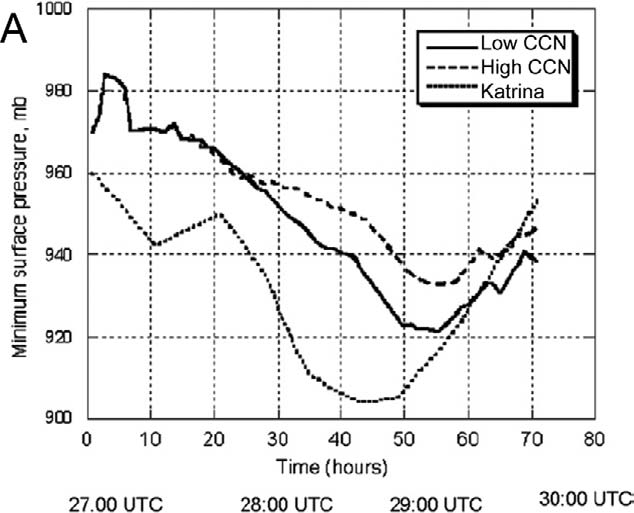 A
1000
980
960
940
920
900
Minimum surface pressure, mb
Low CCN
High CCN
Katrina
0 10 20 30 40 50 60 70 80
Time (hours)
27.00 UTC 28:00 UTC 29:00 UTC 30:00 UTC